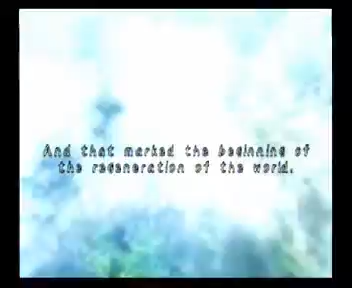 And that marked the beginning of
the regeneration of the world.